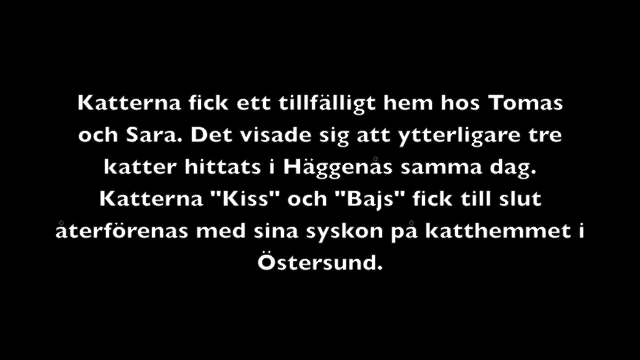 Katterna fick ett tillfälligt hem hos Tomas
och Sara. Det visade sig att ytterligare tre
katter hittats i Häggenås samma dag.
Katterna "Kiss" och "Bajs" fick till slut
återförenas med sina syskon på katthemmet i
Östersund.